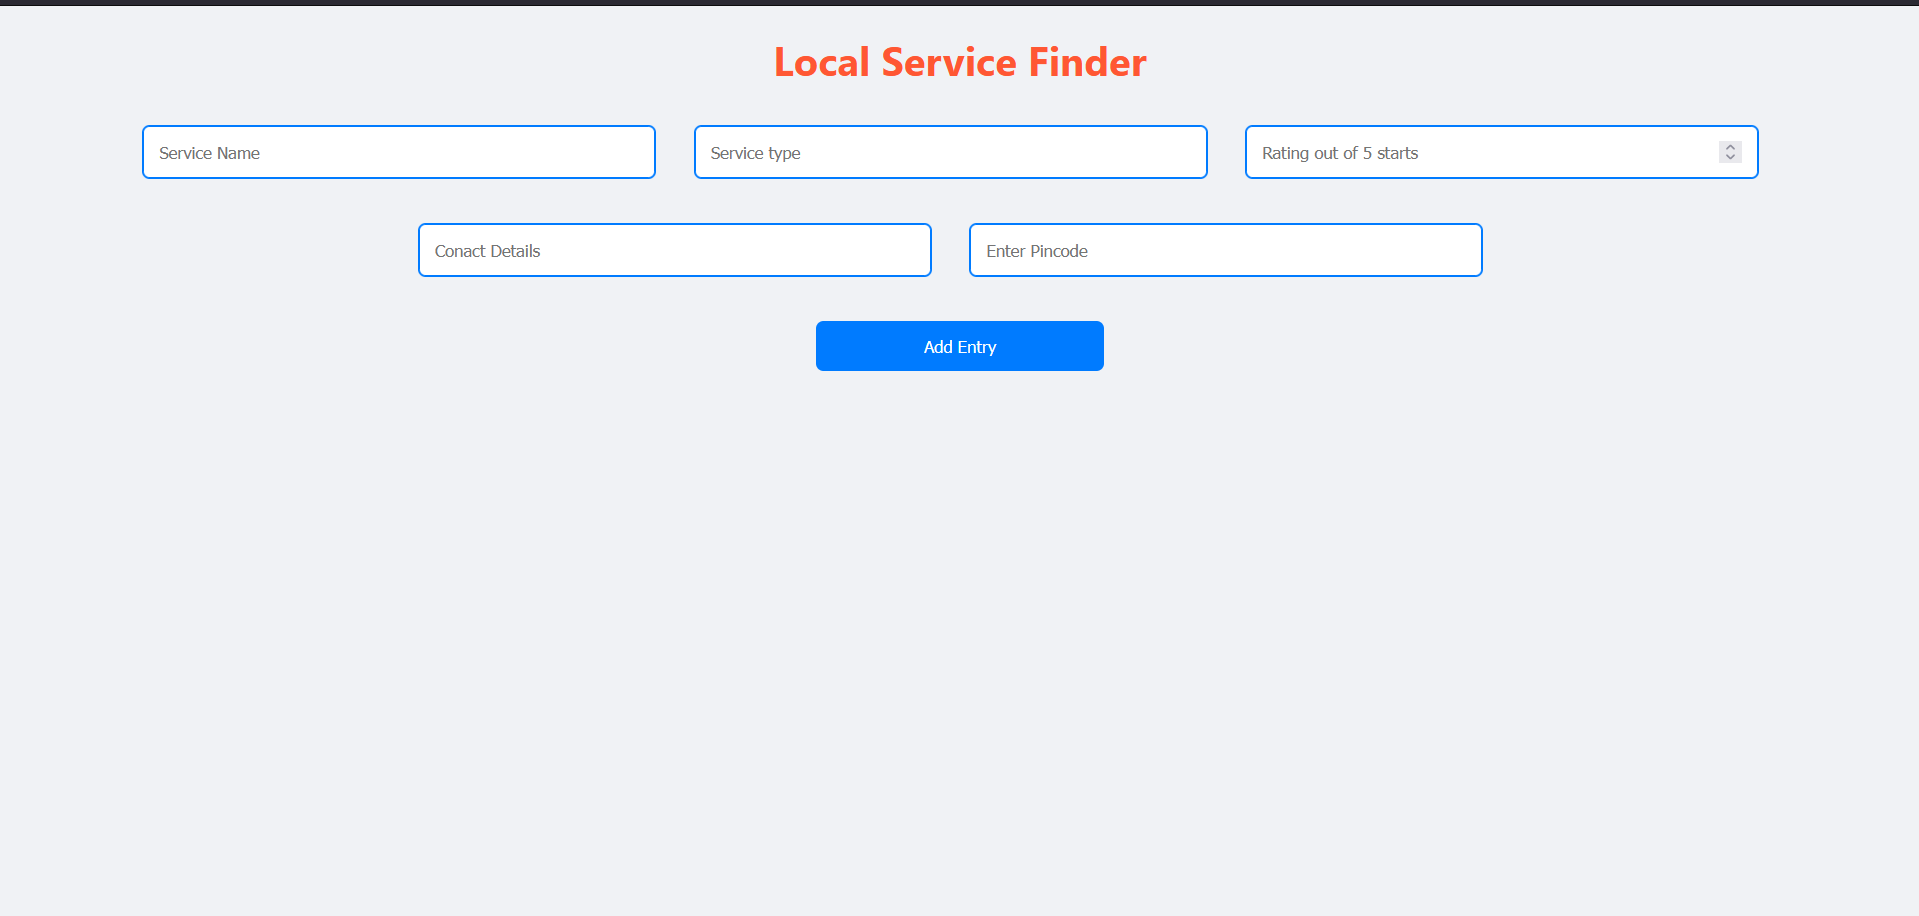 Local Service Finder
Service Name
Service type
Rating out of 5 starts
Conact Details
Enter Pincode
Add Entry